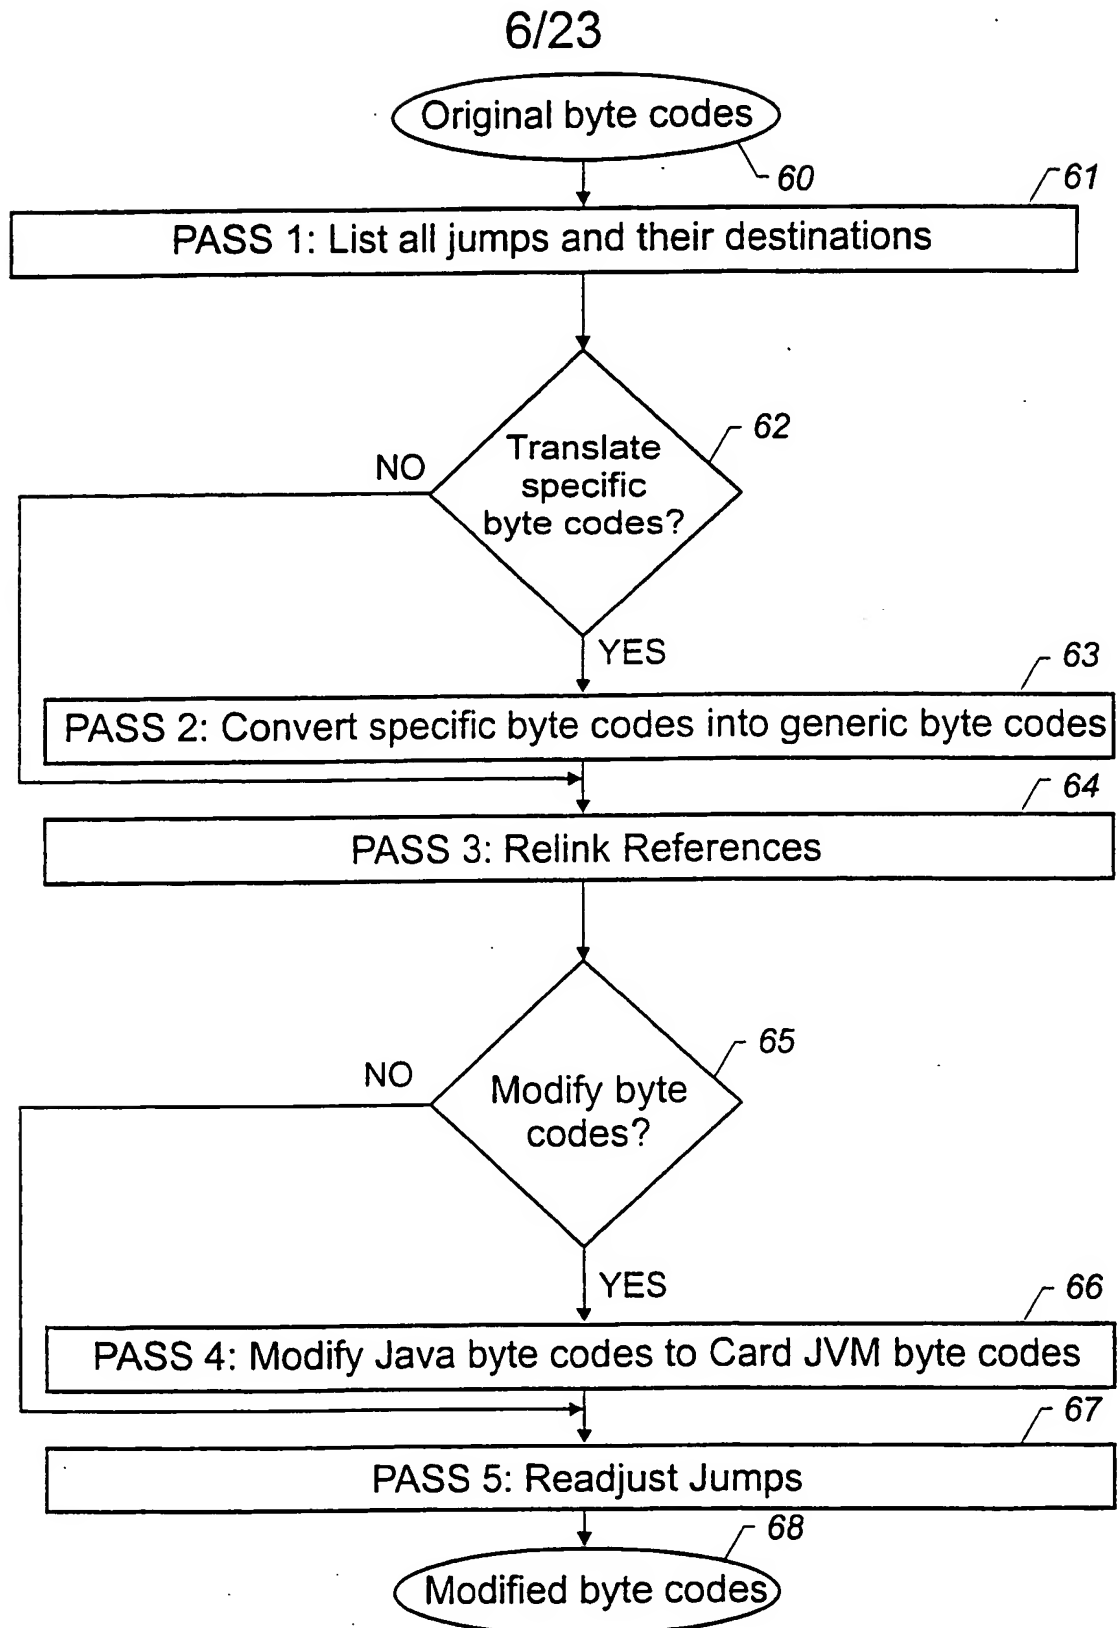 6/23
Original byte codes
60
61
PASS 1: List all jumps and their destinations
62
Translate
specific
byte codes?
NO
YES
63
PASS 2: Convert specific byte codes into generic byte codes
64
PASS 3: Relink References
65
NO
Modify byte
codes?
YES
66
PASS 4: Modify Java byte codes to Card JVM byte codes
67
PASS 5: Readjust Jumps
68
Modified byte codes